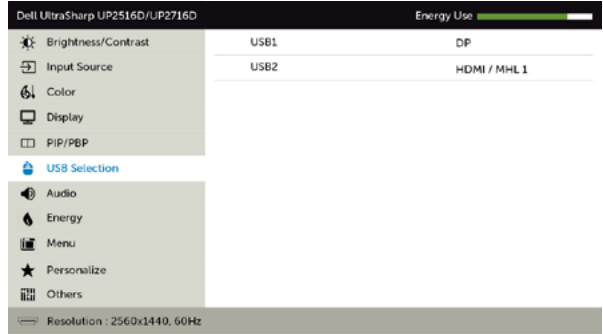 Dell UltraSharp UP2516D/UP2716D Energy Use
Brightness/Contrast USB1 DP
Input Source USB2 HDMI / MHL 1
Color
Display
PIP/PBP
USB Selection
Audio
Energy
Menu
Personalize
Others
Resolution : 2560x1440, 60Hz